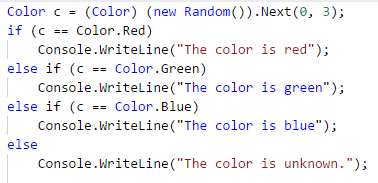 Color c = (Color) (new Random()).Next(0, 3);
if (c == Color.Red)
    Console.WriteLine("The color is red");
else if (c == Color.Green)
    Console.WriteLine("The color is green");
else if (c == Color.Blue)
    Console.WriteLine("The color is blue");
else
    Console.WriteLine("The color is unknown.");